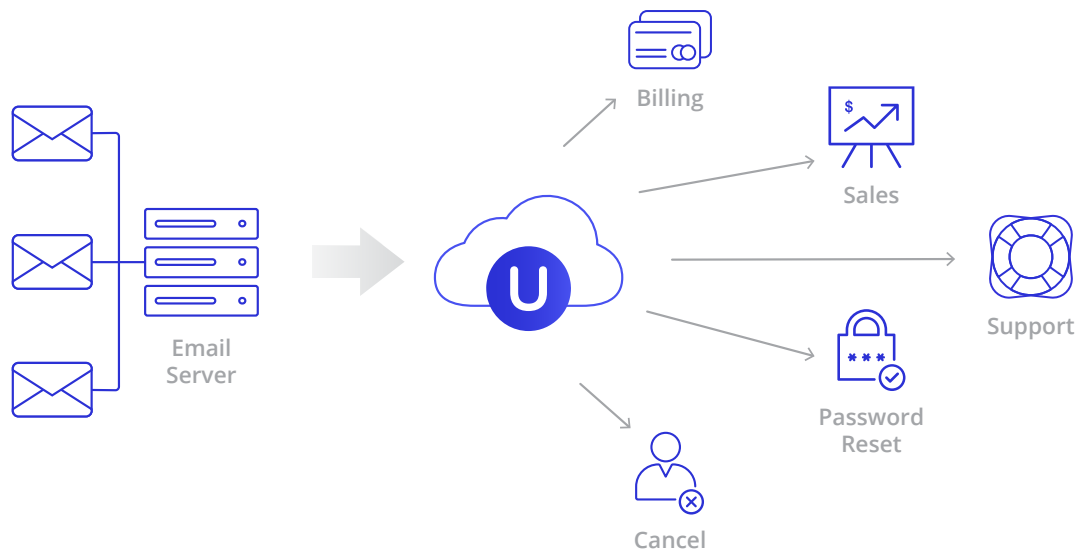 Billing
$
Sales
Email
Server
U
Support
***
Password
Reset
Cancel